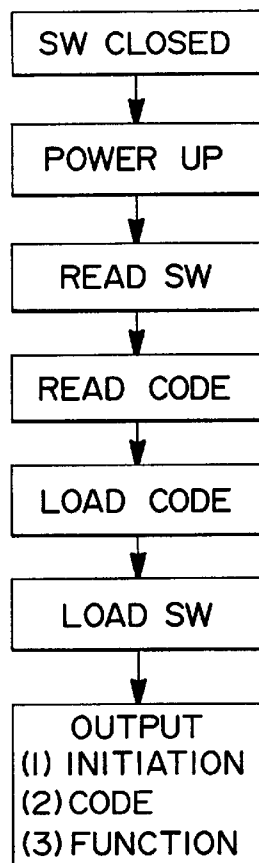 SW CLOSED
POWER UP
READ SW
READ CODE
LOAD CODE
LOAD SW
OUTPUT
(1) INITIATION
(2) CODE
(3) FUNCTION